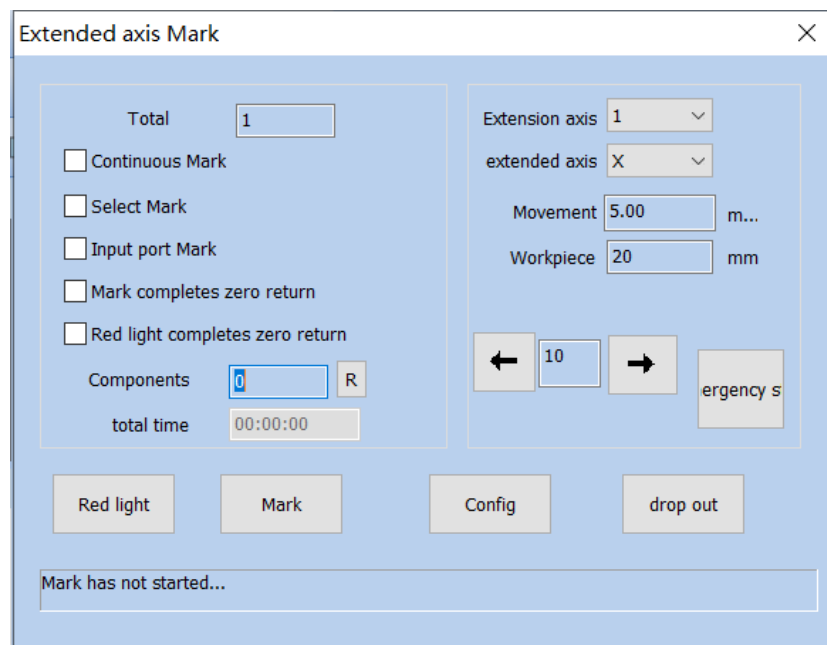 Extended axis Mark
Total 1
Continuous Mark
Select Mark
Input port Mark
Mark completes zero return
Red light completes zero return
Components 0 R
total time 00:00:00
Extension axis 1
extended axis X
Movement 5.00 m...
Workpiece 20 mm
10
ergency s
Red light Mark Config drop out
Mark has not started...